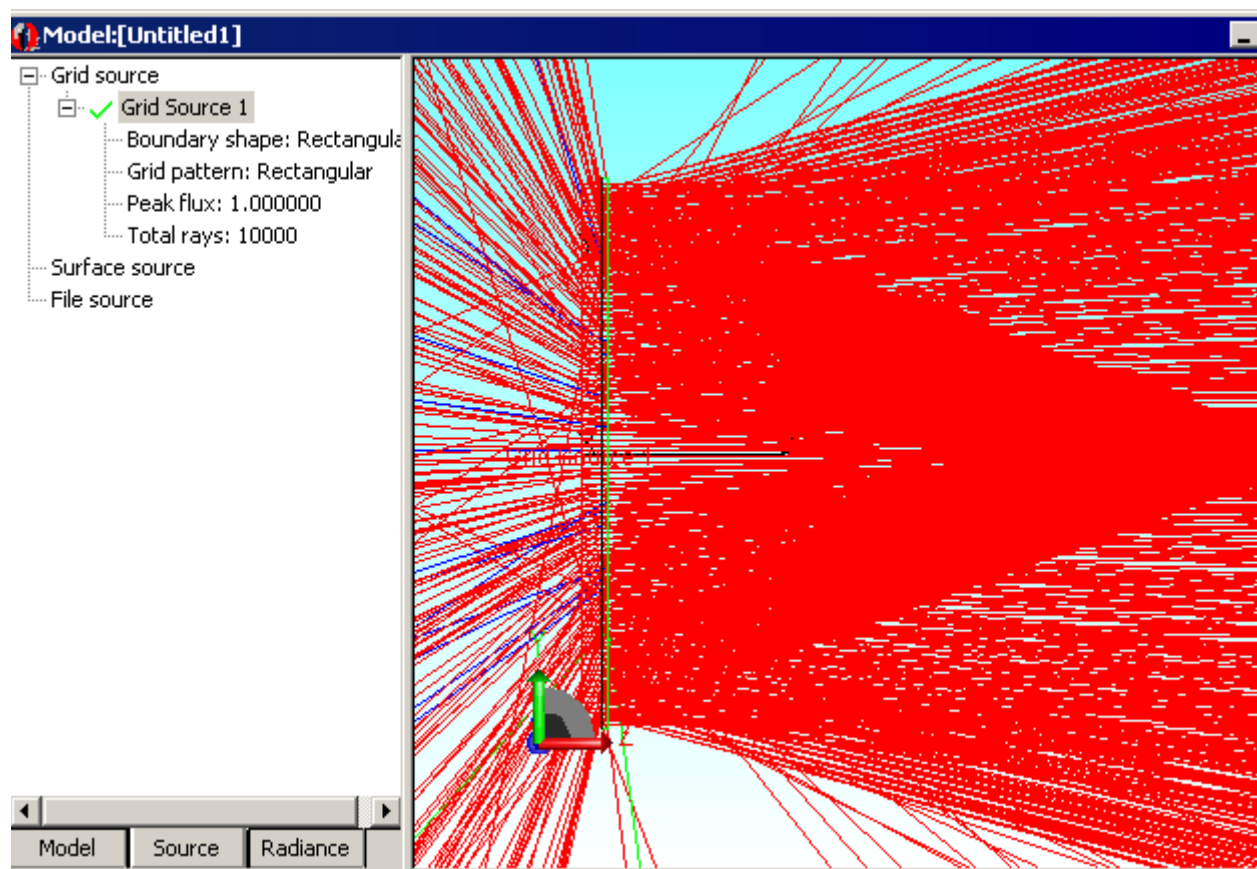 Model:[Untitled1]
Grid source
Grid Source 1
Boundary shape: Rectangula
Grid pattern: Rectangular
Peak flux: 1.000000
Total rays: 10000
Surface source
File source
Z
Model Source Radiance